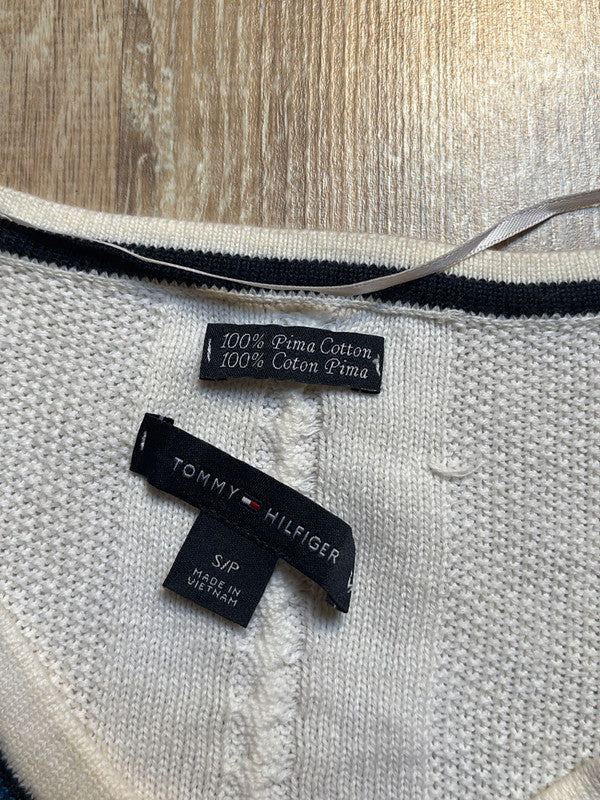 100% Pima Cotton
100% Coton Pima
TOMMY HILFIGER
S/P
MADE IN
VIETNAM